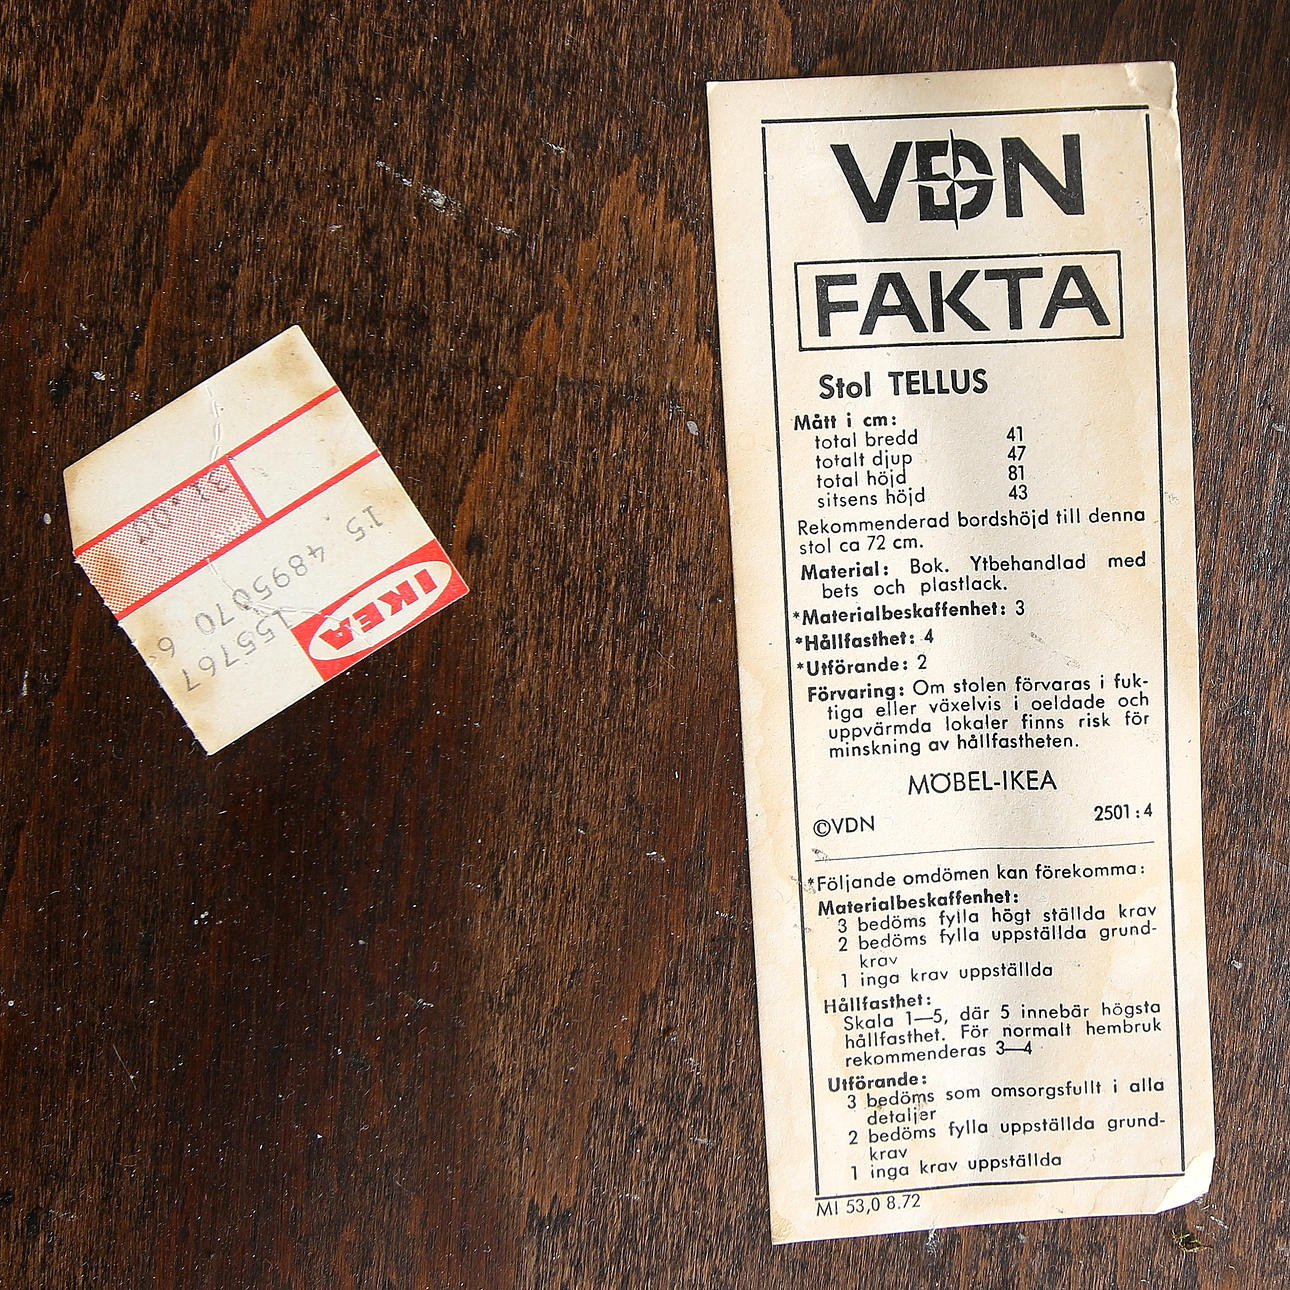 IKEA
15 4895070 6
155767
VDN
FAKTA
Stol TELLUS
Mått i cm:
total bredd 41
totalt djup 47
total höjd 81
sitsens höjd 43
Rekommenderad bordshöjd till denna
stol ca 72 cm.
Material: Bok. Ytbehandlad med
bets och plastlack.
*Materialbeskaffenhet: 3
*Hållfasthet: 4
*Utförande: 2
Förvaring: Om stolen förvaras i fuk-
tiga eller växelvis i oeldade och
uppvärmda lokaler finns risk för
minskning av hållfastheten.
MÖBEL-IKEA
©VDN 2501:4
*Följande omdömen kan förekomma:
Materialbeskaffenhet:
3 bedöms fylla högt ställda krav
2 bedöms fylla uppställda grund-
krav
1 inga krav uppställda
Hållfasthet:
Skala 1—5, där 5 innebär högsta
hållfasthet. För normalt hembruk
rekommenderas 3—4
Utförande:
3 bedöms som omsorgsfullt i alla
detaljer
2 bedöms fylla uppställda grund-
krav
1 inga krav uppställda
MI 53,0 8.72